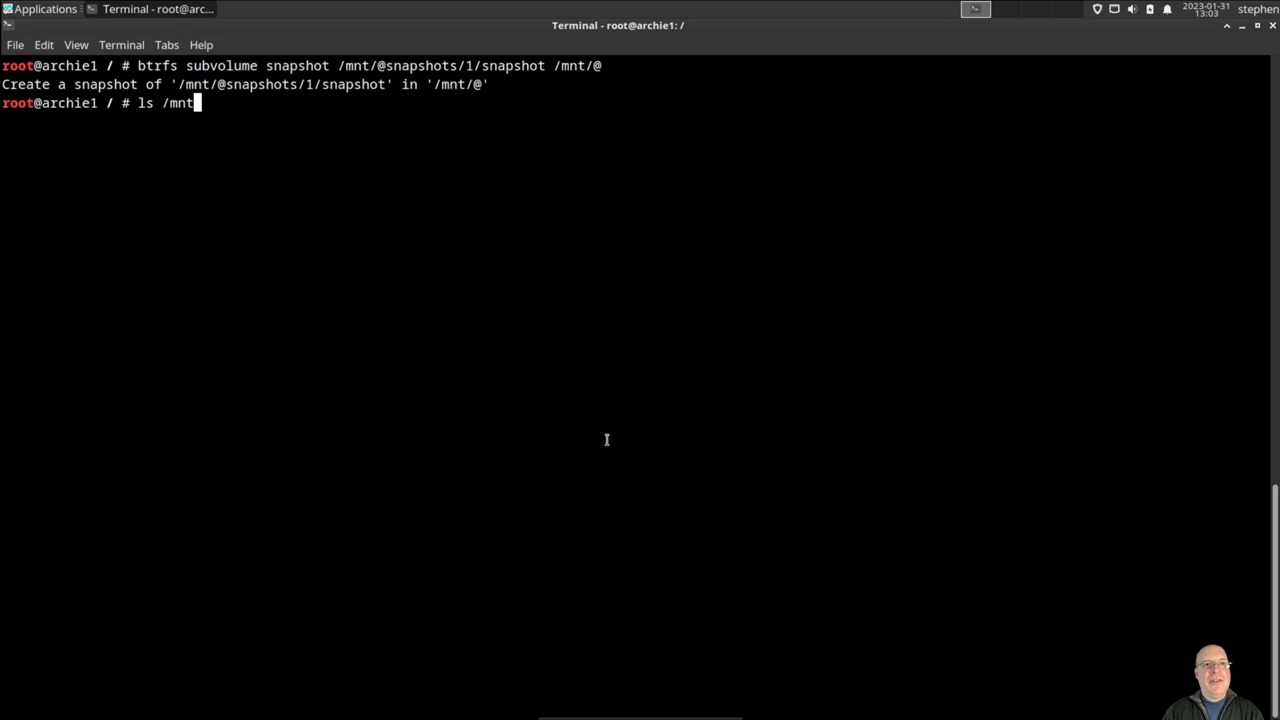 Applications
Terminal - root@arc...
2023-01-31
13:03
stephen
Terminal - root@archie1: /
File Edit View Terminal Tabs Help
root@archie1 / # btrfs subvolume snapshot /mnt/@snapshots/1/snapshot /mnt/@
Create a snapshot of '/mnt/@snapshots/1/snapshot' in '/mnt/@'
root@archie1 / # ls /mnt